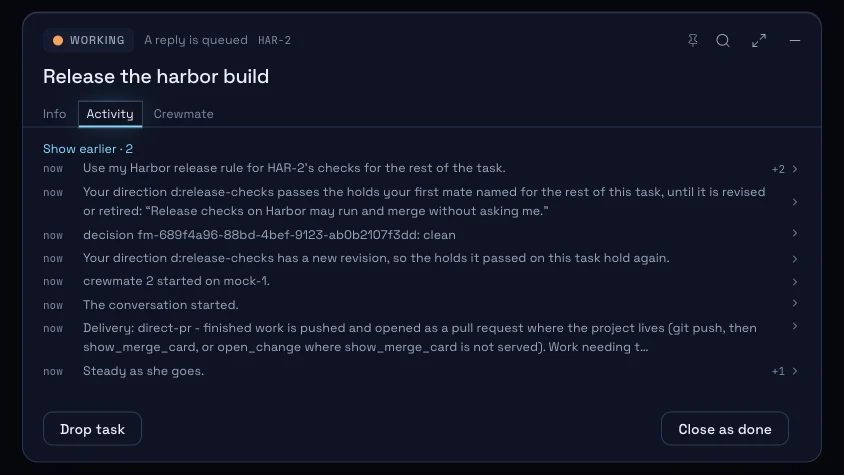 WORKING A reply is queued HAR-2
Release the harbor build
Info Activity Crewmate
Show earlier · 2
now Use my Harbor release rule for HAR-2's checks for the rest of the task. +2
now Your direction d:release-checks passes the holds your first mate named for the rest of this task, until it is revised
or retired: “Release checks on Harbor may run and merge without asking me.”
now decision fm-689f4a96-88bd-4bef-9123-ab0b2107f3dd: clean
now Your direction d:release-checks has a new revision, so the holds it passed on this task hold again.
now crewmate 2 started on mock-1.
now The conversation started.
now Delivery: direct-pr - finished work is pushed and opened as a pull request where the project lives (git push, then
show_merge_card, or open_change where show_merge_card is not served). Work needing t…
now Steady as she goes. +1
Drop task Close as done